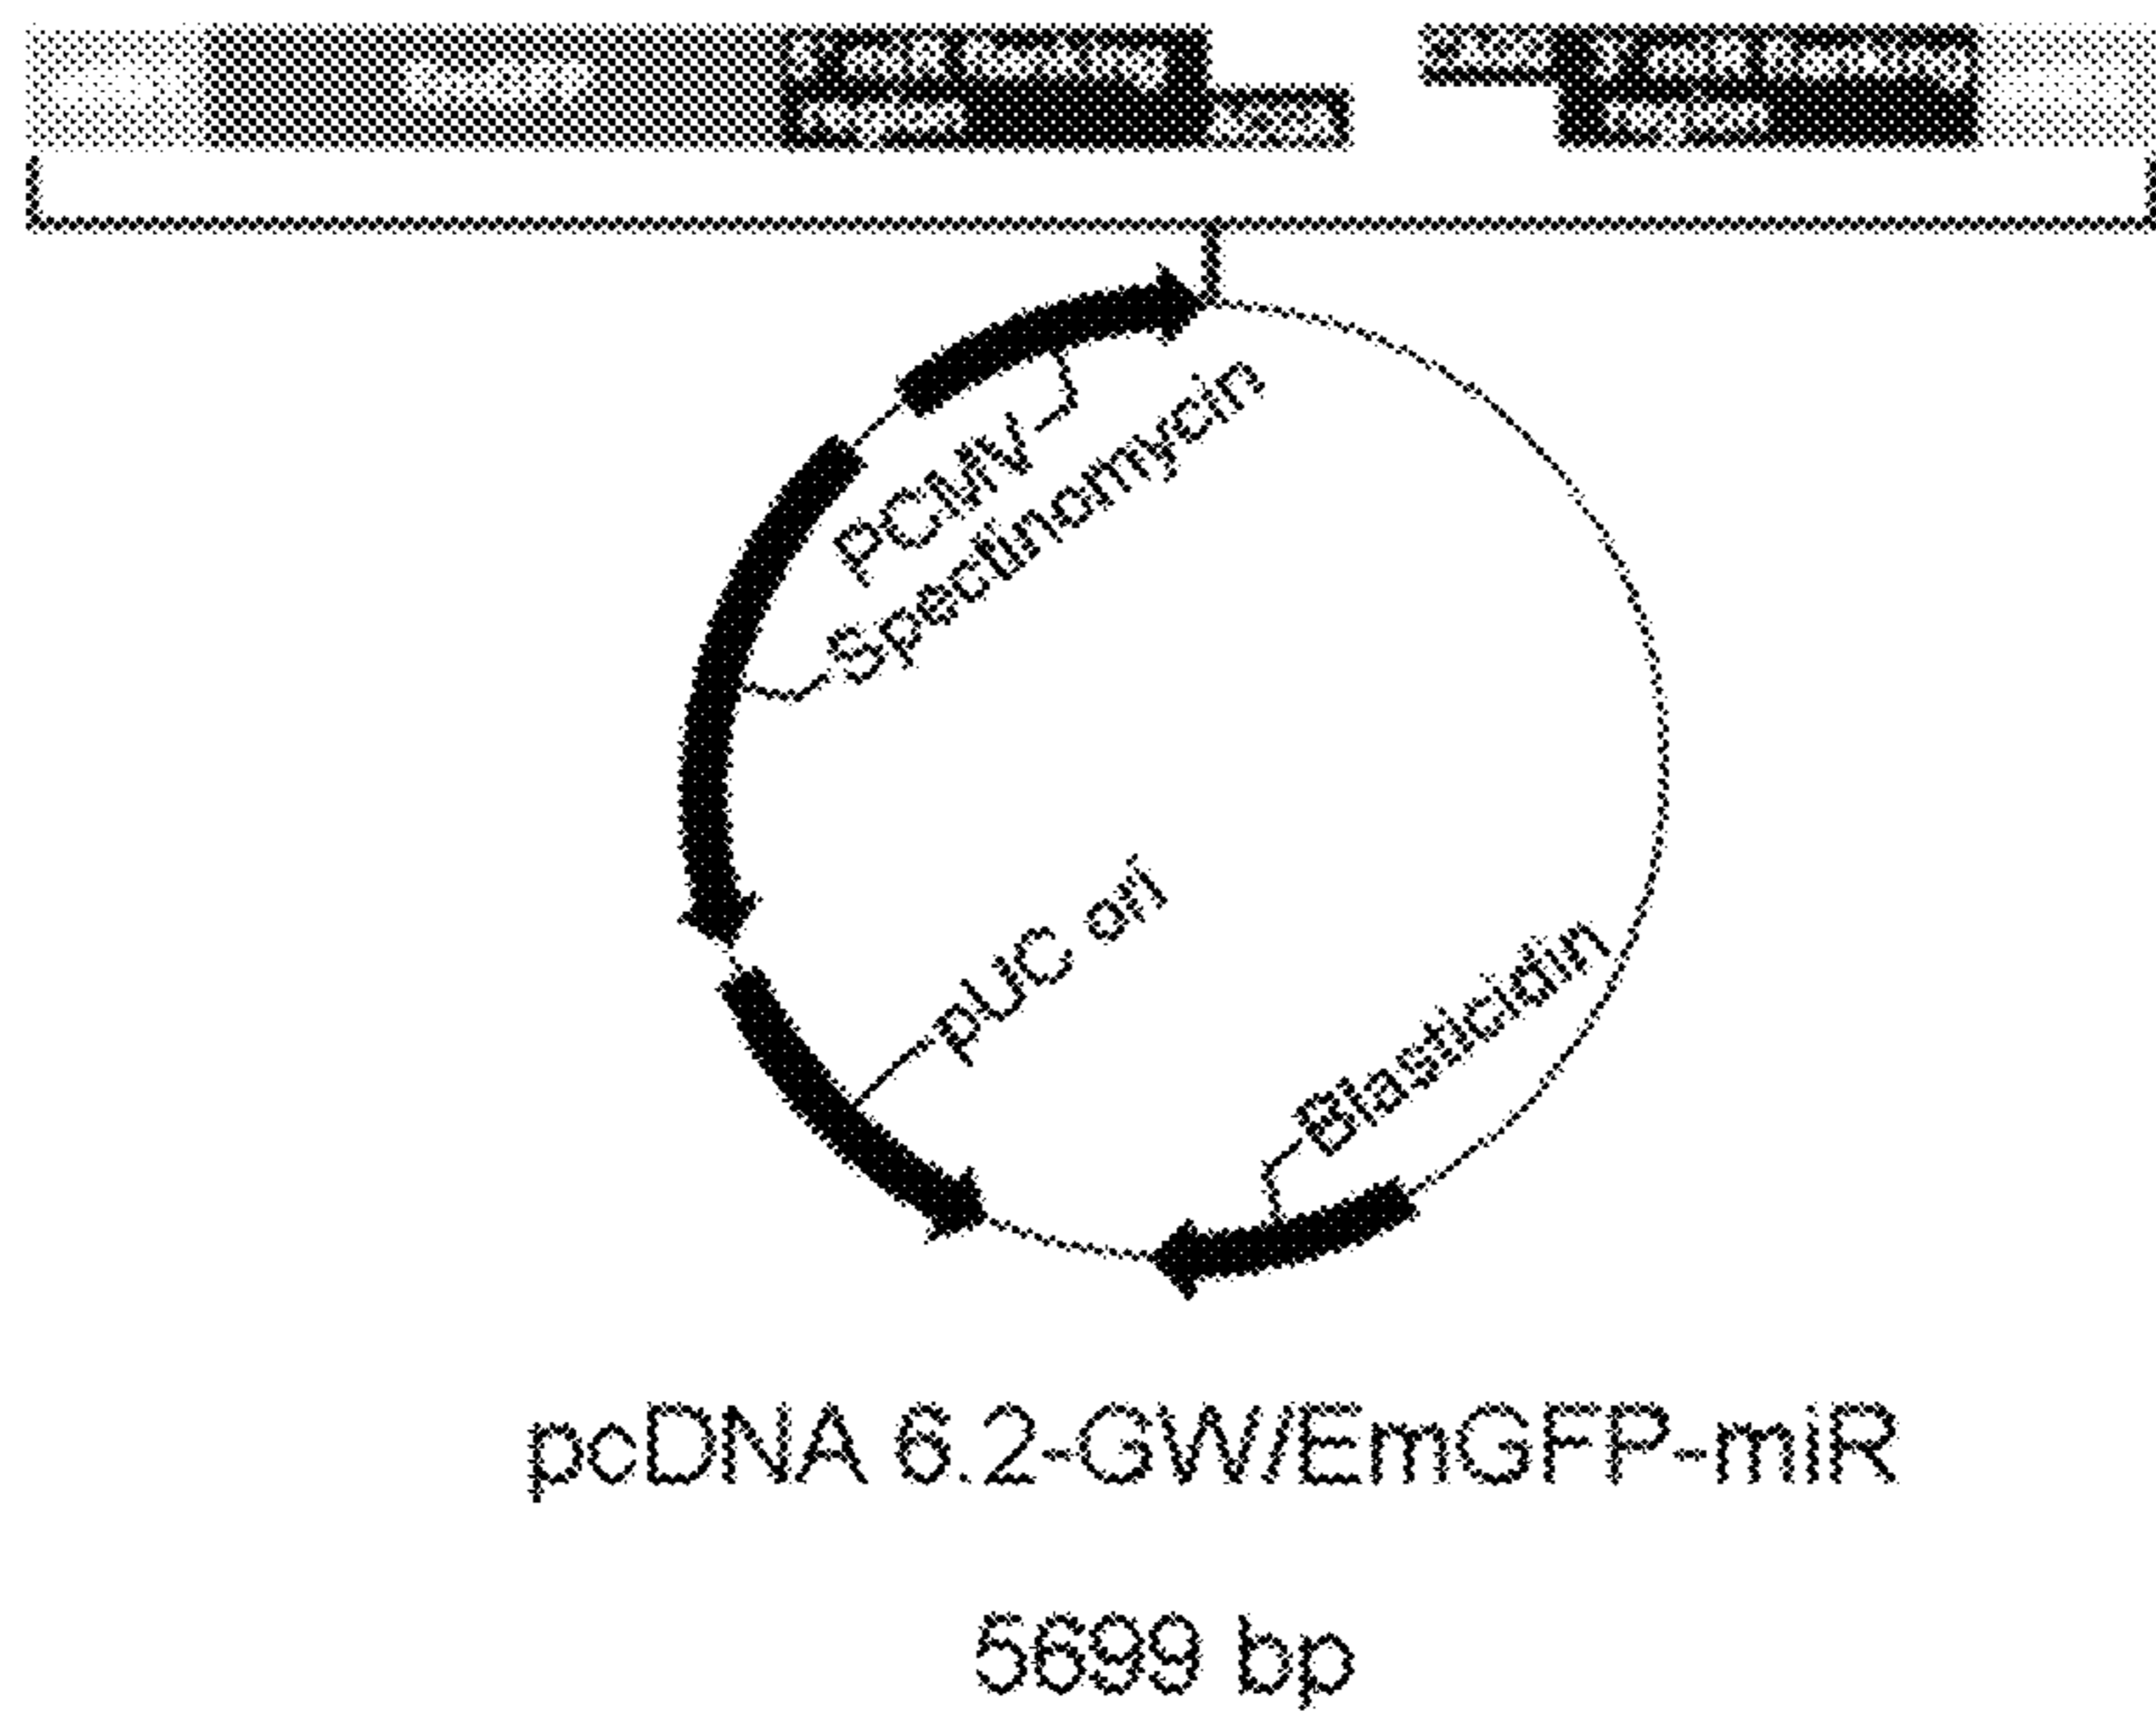 PCMV
Spectinomycin
pUC ori
Blasticidin
pcDNA 6.2-GW/EmGFP-miR
5699 bp